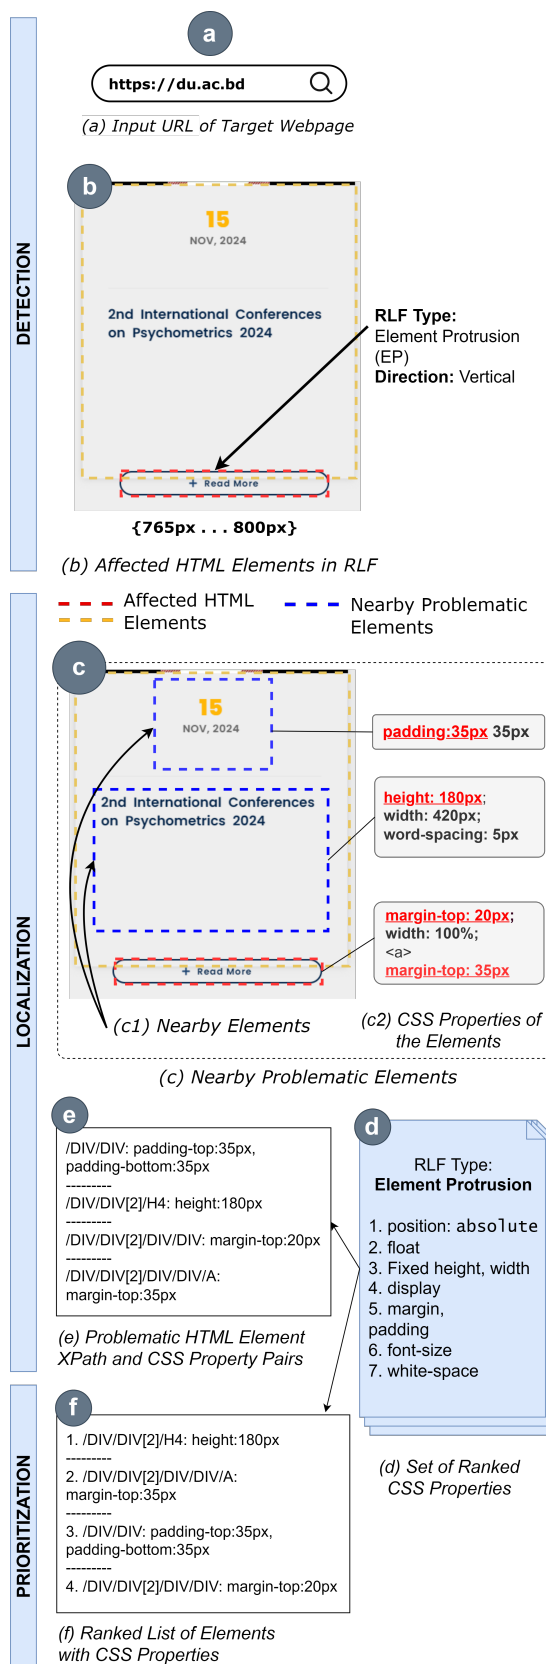 a
https://du.ac.bd
(a) Input URL of Target Webpage
DETECTION
b
15
NOV, 2024
2nd International Conferences
on Psychometrics 2024
+ Read More
{765px . . . 800px}
RLF Type:
Element Protrusion
(EP)
Direction: Vertical
(b) Affected HTML Elements in RLF
LOCALIZATION
Affected HTML
Elements
Nearby Problematic
Elements
c
15
NOV, 2024
2nd International Conferences
on Psychometrics 2024
+ Read More
padding:35px 35px
height: 180px;
width: 420px;
word-spacing: 5px
margin-top: 20px;
width: 100%;
<a>
margin-top: 35px
(c1) Nearby Elements
(c2) CSS Properties of
the Elements
(c) Nearby Problematic Elements
e
/DIV/DIV: padding-top:35px,
padding-bottom:35px
---------
/DIV/DIV[2]/H4: height:180px
---------
/DIV/DIV[2]/DIV/DIV: margin-top:20px
---------
/DIV/DIV[2]/DIV/DIV/A:
margin-top:35px
(e) Problematic HTML Element
XPath and CSS Property Pairs
d
RLF Type:
Element Protrusion
1. position: absolute
2. float
3. Fixed height, width
4. display
5. margin,
padding
6. font-size
7. white-space
(d) Set of Ranked
CSS Properties
PRIORITIZATION
f
1. /DIV/DIV[2]/H4: height:180px
---------
2. /DIV/DIV[2]/DIV/DIV/A:
margin-top:35px
---------
3. /DIV/DIV: padding-top:35px,
padding-bottom:35px
---------
4. /DIV/DIV[2]/DIV/DIV: margin-top:20px
(f) Ranked List of Elements
with CSS Properties